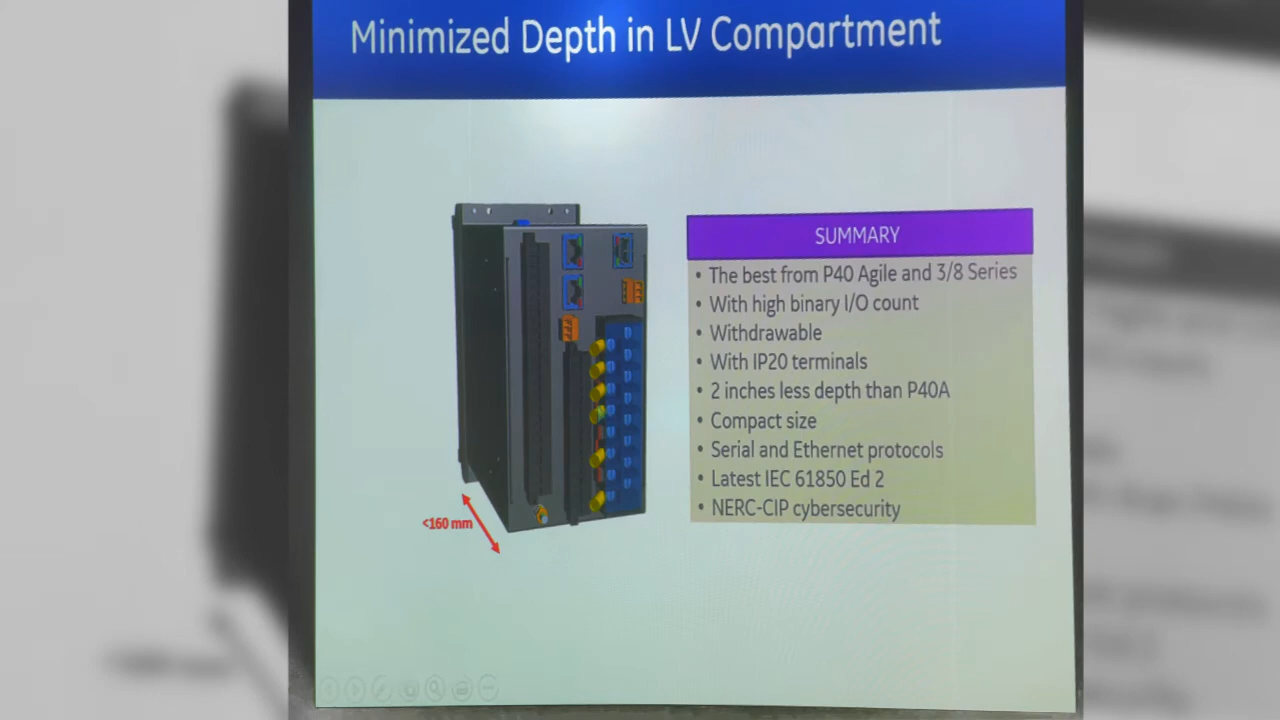 Minimized Depth in LV Compartment
SUMMARY
• The best from P40 Agile and 3/8 Series
• With high binary I/O count
• Withdrawable
• With IP20 terminals
• 2 inches less depth than P40A
• Compact size
• Serial and Ethernet protocols
• Latest IEC 61850 Ed 2
• NERC-CIP cybersecurity
<160 mm